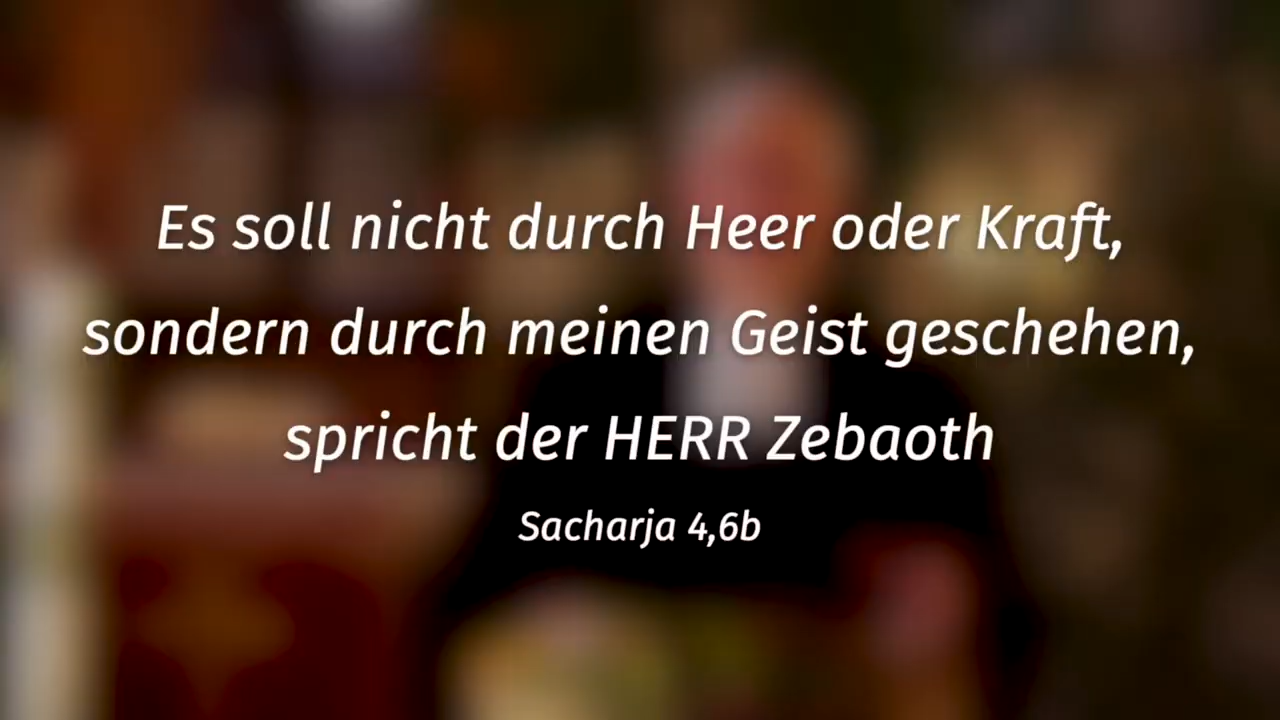 Es soll nicht durch Heer oder Kraft,
sondern durch meinen Geist geschehen,
spricht der HERR Zebaoth
Sacharja 4,6b